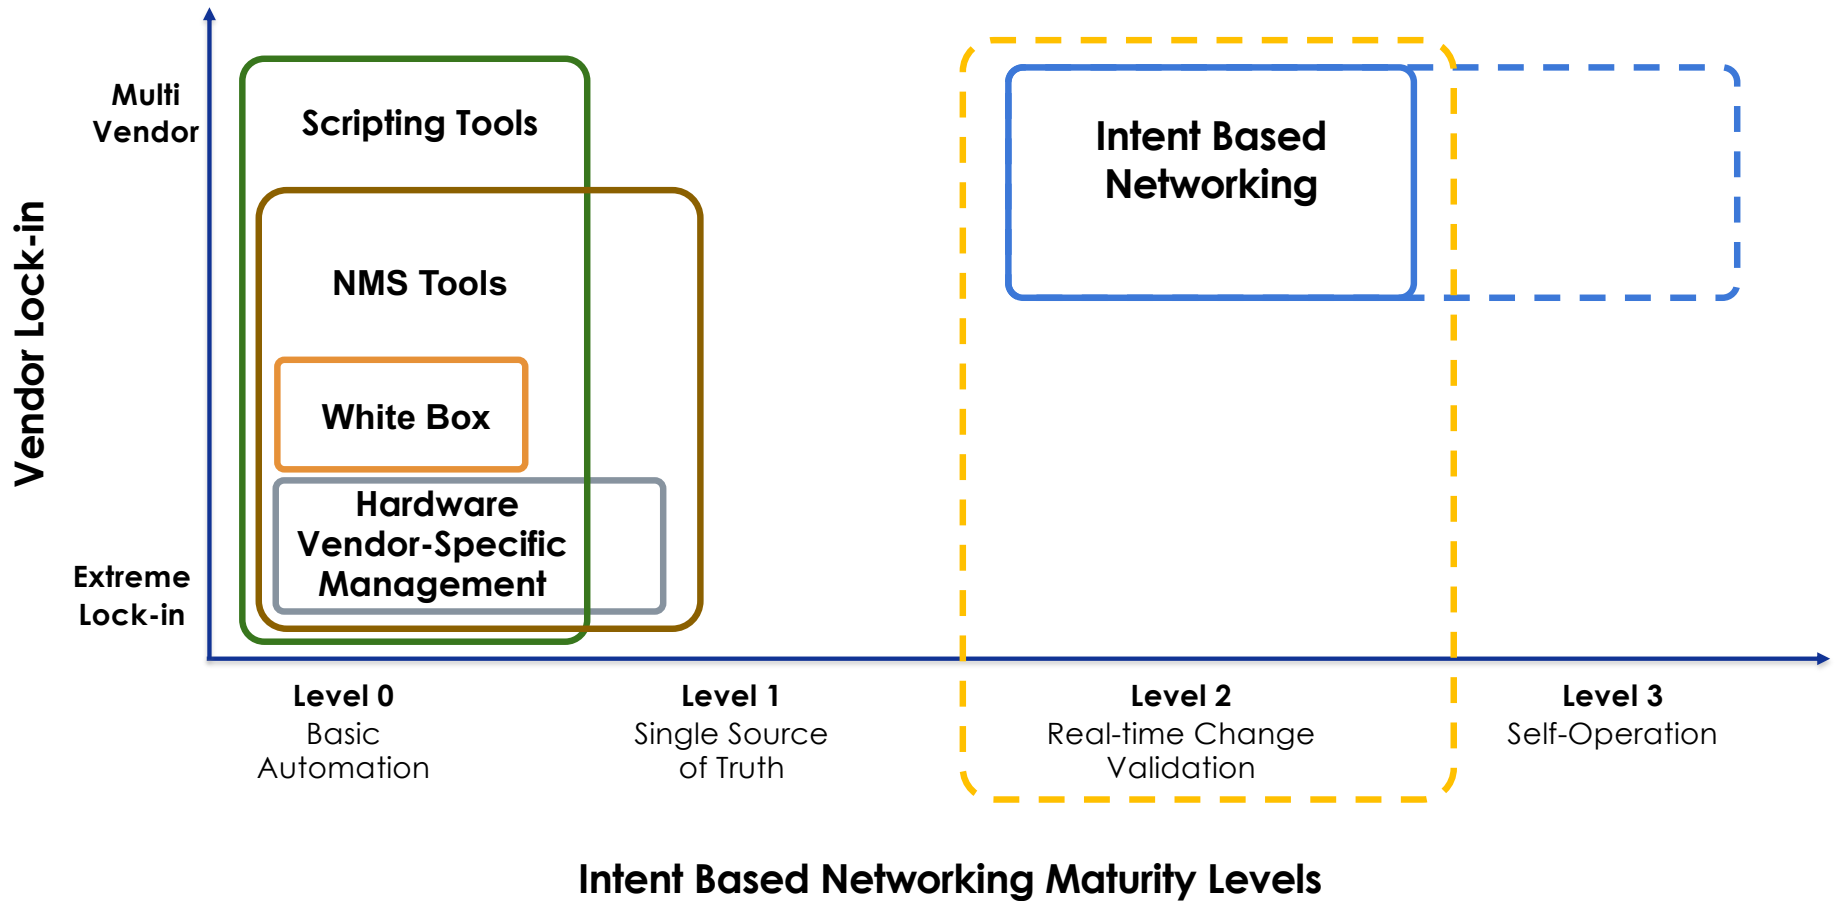 Vendor Lock-in
Multi
Vendor
Extreme
Lock-in
Scripting Tools
NMS Tools
White Box
Hardware
Vendor-Specific
Management
Intent Based
Networking
Level 0
Basic
Automation
Level 1
Single Source
of Truth
Level 2
Real-time Change
Validation
Level 3
Self-Operation
Intent Based Networking Maturity Levels